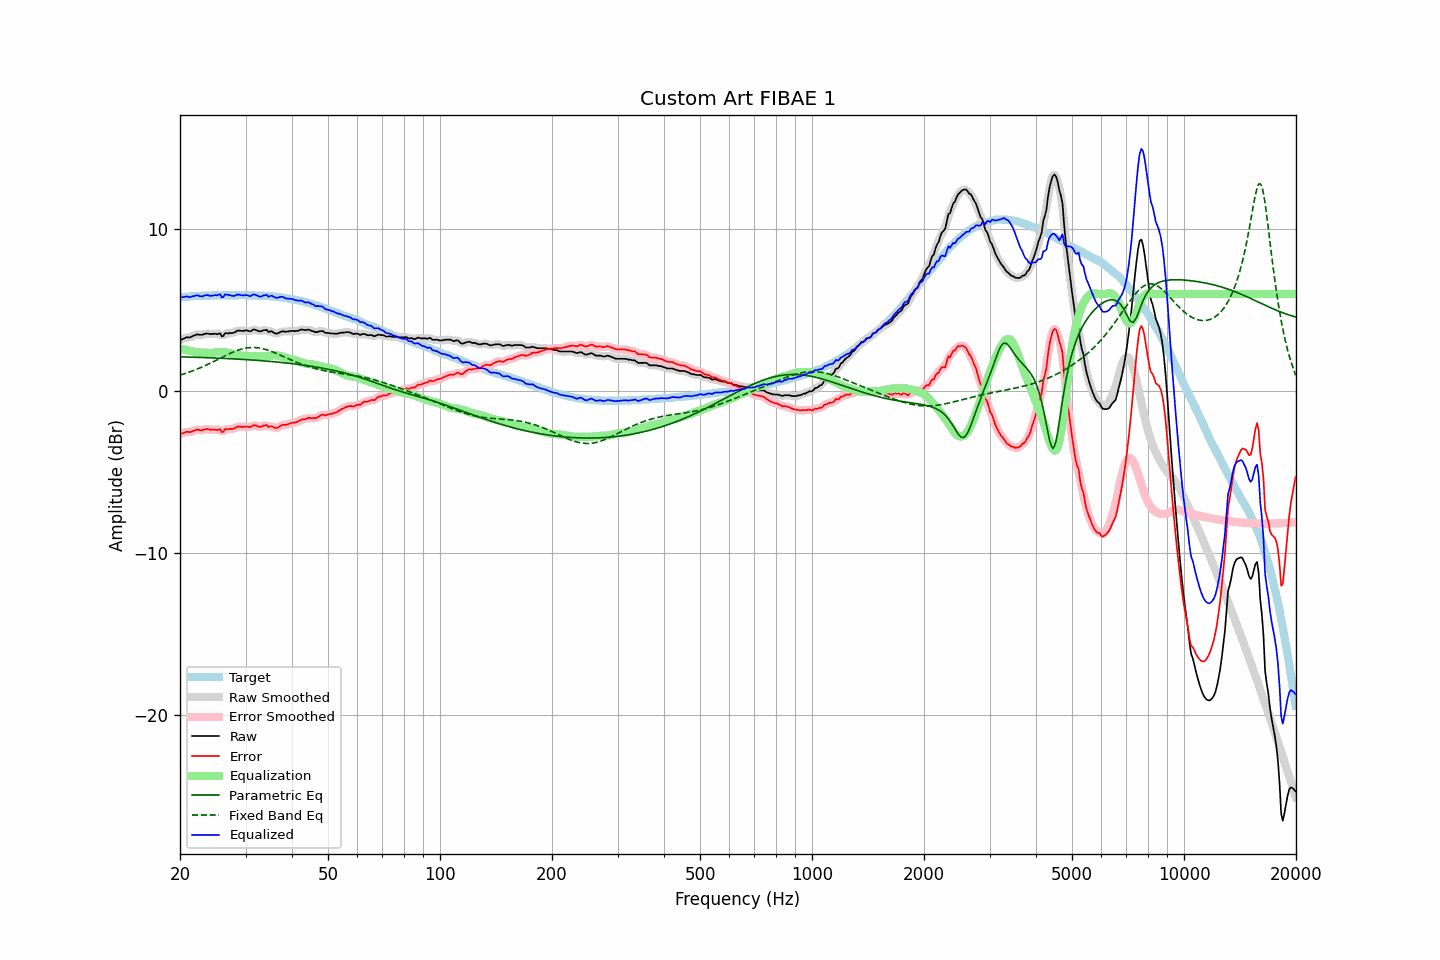 Custom Art FIBAE 1
Amplitude (dBr)
10
0
−10
−20
Target
Raw Smoothed
Error Smoothed
Raw
Error
Equalization
Parametric Eq
Fixed Band Eq
Equalized
20 50 100 200 500 1000 2000 5000 10000 20000
Frequency (Hz)